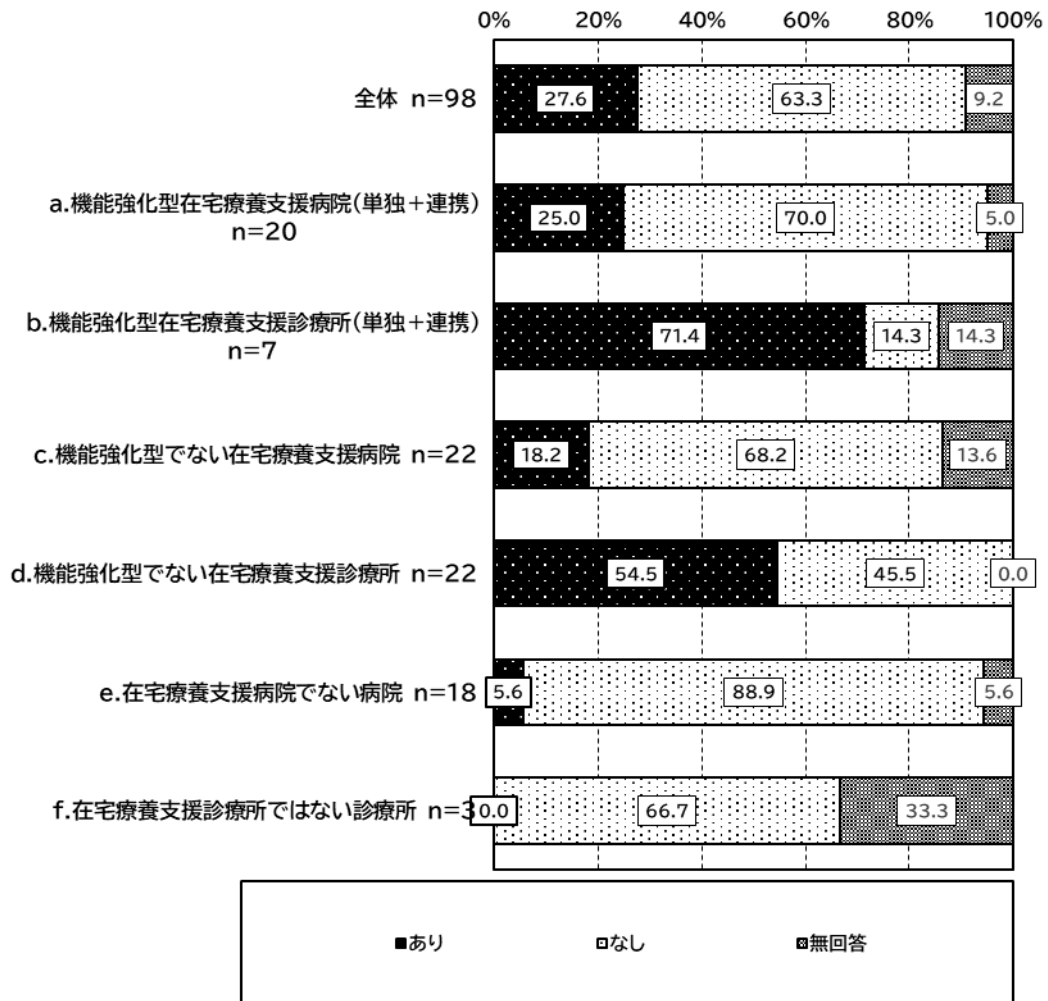 0% 20% 40% 60% 80% 100%
全体 n=98 27.6 63.3 9.2
a.機能強化型在宅療養支援病院(単独＋連携)
n=20 25.0 70.0 5.0
b.機能強化型在宅療養支援診療所(単独＋連携)
n=7 71.4 14.3 14.3
c.機能強化型でない在宅療養支援病院 n=22 18.2 68.2 13.6
d.機能強化型でない在宅療養支援診療所 n=22 54.5 45.5 0.0
e.在宅療養支援病院でない病院 n=18 5.6 88.9 5.6
f.在宅療養支援診療所ではない診療所 n=3 0.0 66.7 33.3
■あり なし 無回答